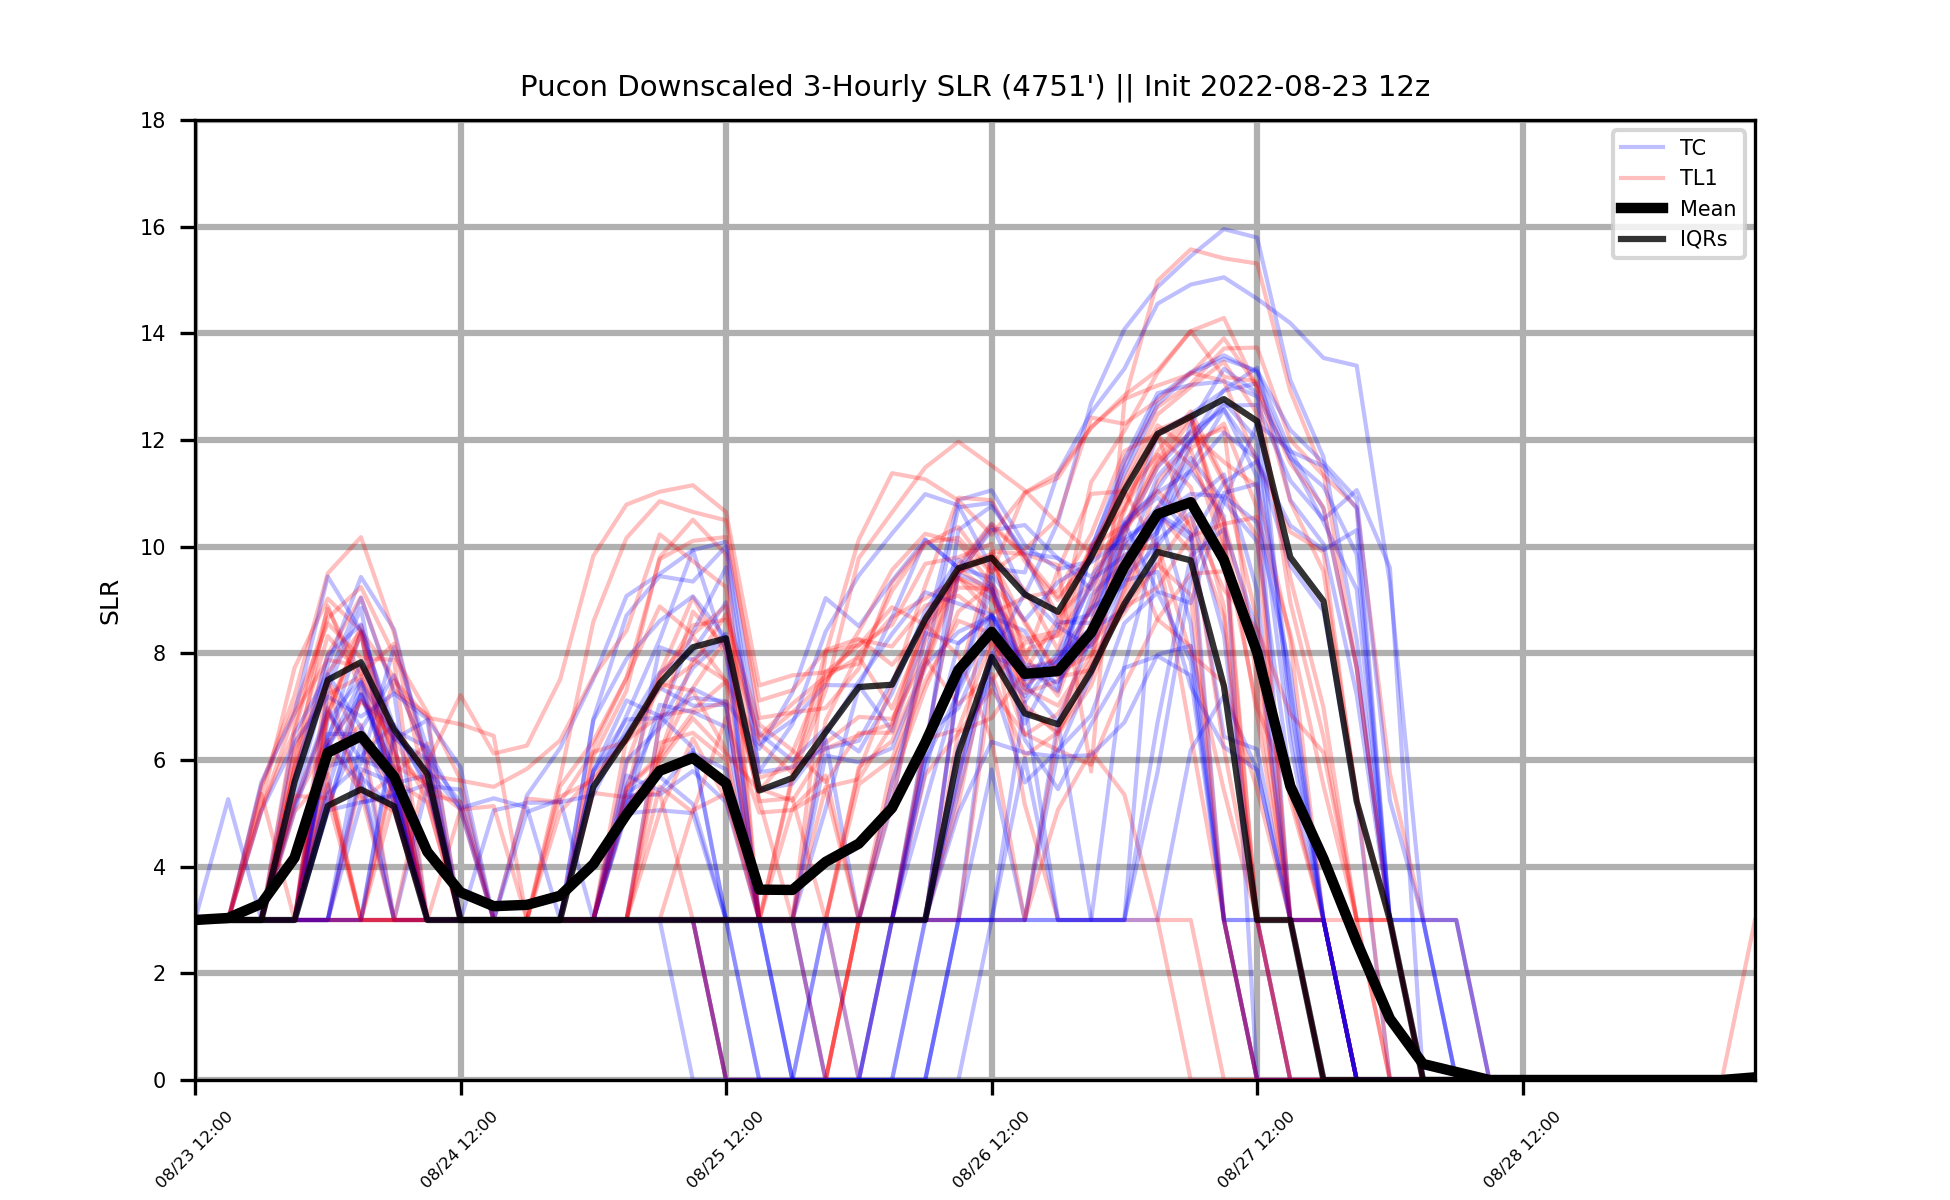 Pucon Downscaled 3-Hourly SLR (4751') || Init 2022-08-23 12z
18
16
14
12
10
8
6
4
2
0
SLR
TC
TL1
Mean
IQRs
08/23 12:00
08/24 12:00
08/25 12:00
08/26 12:00
08/27 12:00
08/28 12:00